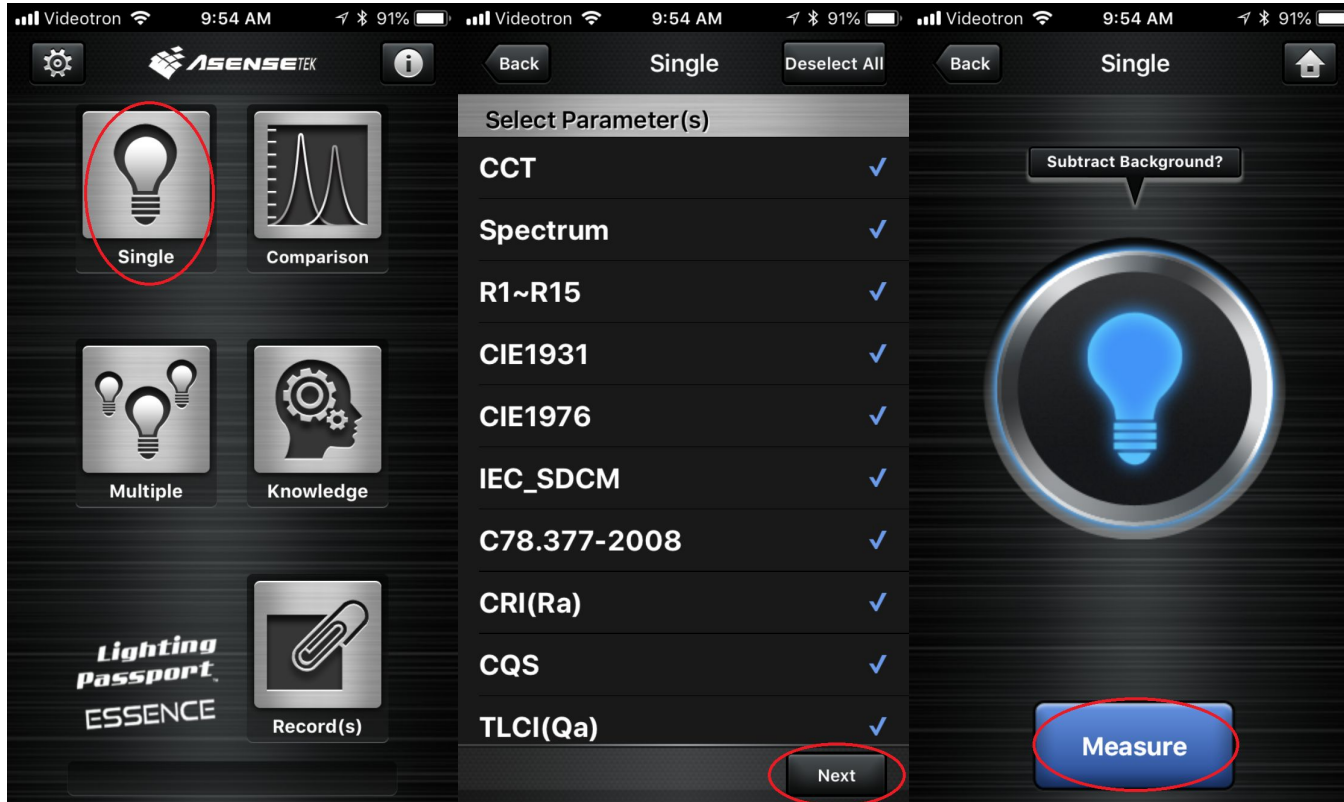 Videotron 9:54 AM 91%
ASENSETEK
Single
Comparison
Multiple
Knowledge
Lighting
Passport
ESSENCE
Record(s)
Videotron 9:54 AM 91%
Back Single Deselect All
Select Parameter(s)
CCT
Spectrum
R1~R15
CIE1931
CIE1976
IEC_SDCM
C78.377-2008
CRI(Ra)
CQS
TLCI(Qa)
Next
Videotron 9:54 AM 91%
Back Single
Subtract Background?
Measure